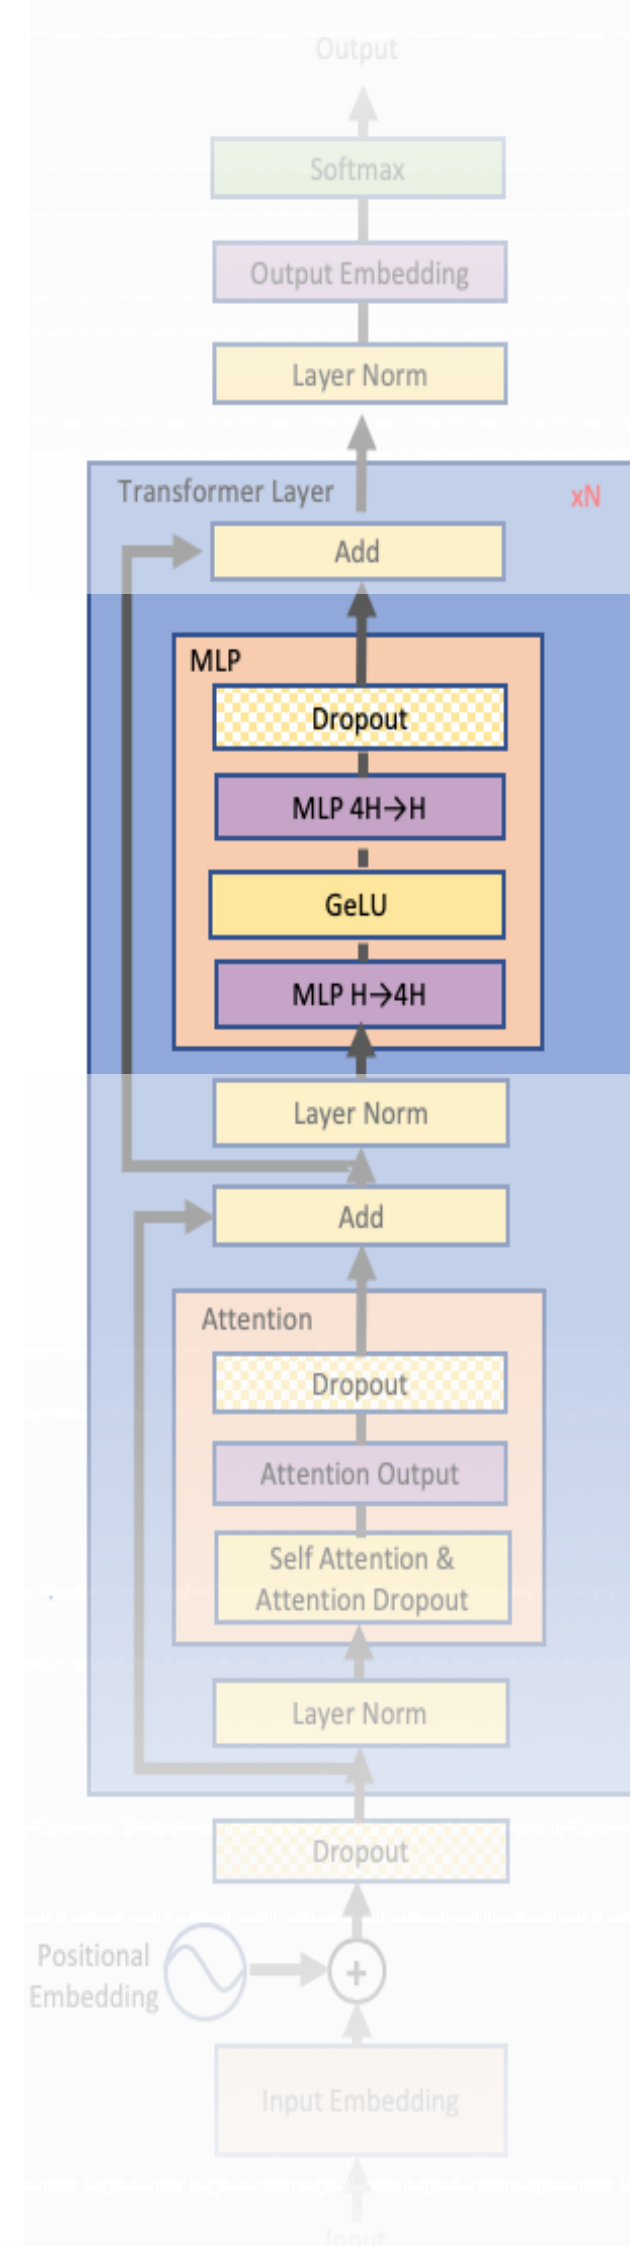 Output
Softmax
Output Embedding
Layer Norm
Transformer Layer
xN
Add
MLP
Dropout
MLP 4H→H
GeLU
MLP H→4H
Layer Norm
Add
Attention
Dropout
Attention Output
Self Attention &
Attention Dropout
Layer Norm
Dropout
Positional
Embedding
+
Input Embedding
Input